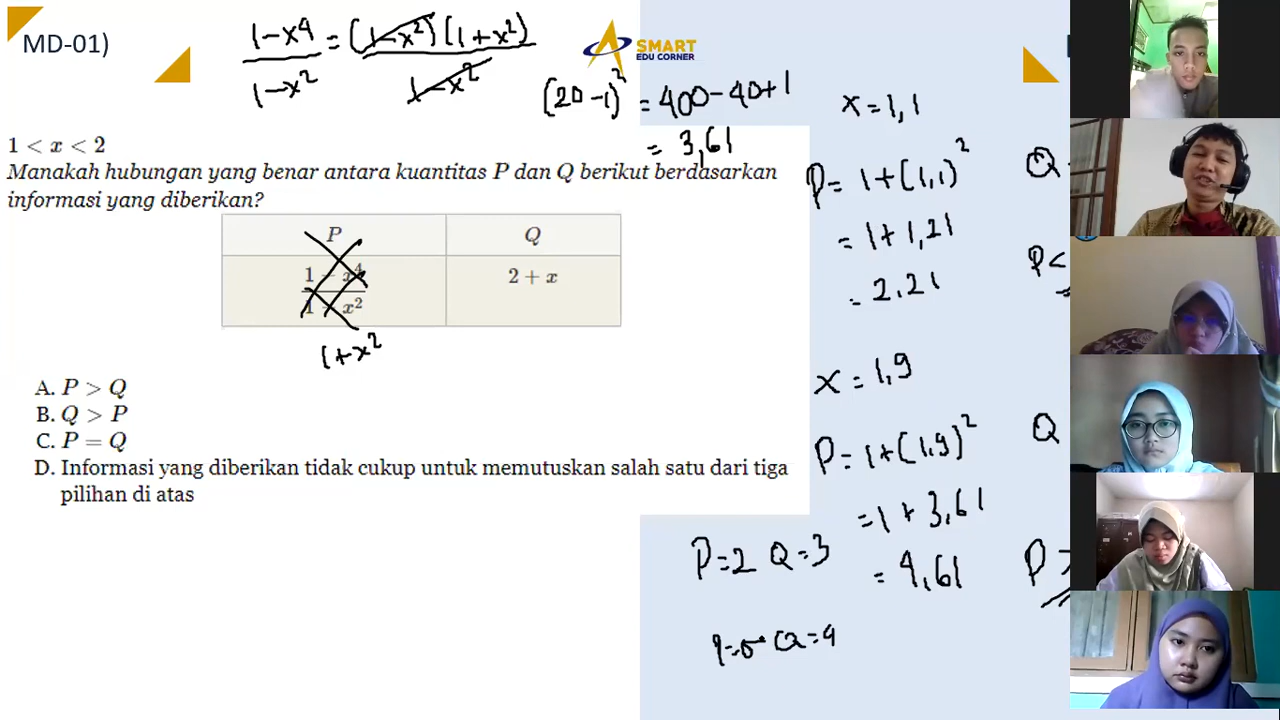 MD-01)
1-x⁴ / 1-x² = (1-x²)(1+x²) / 1-x²
SMART
EDU CORNER
(20-1)² = 400-40+1
= 3,61
1 < x < 2
Manakah hubungan yang benar antara kuantitas P dan Q berikut berdasarkan
informasi yang diberikan?
P Q
1 - x⁴ / 1 - x² 2 + x
1+x²
A. P > Q
B. Q > P
C. P = Q
D. Informasi yang diberikan tidak cukup untuk memutuskan salah satu dari tiga
pilihan di atas
x = 1,1
P = 1+(1,1)²
= 1+1,21
= 2,21
x = 1,9
P = 1+(1,9)²
= 1+3,61
= 4,61
Q =
P <
Q
P >
P=2 Q=3
Q=4